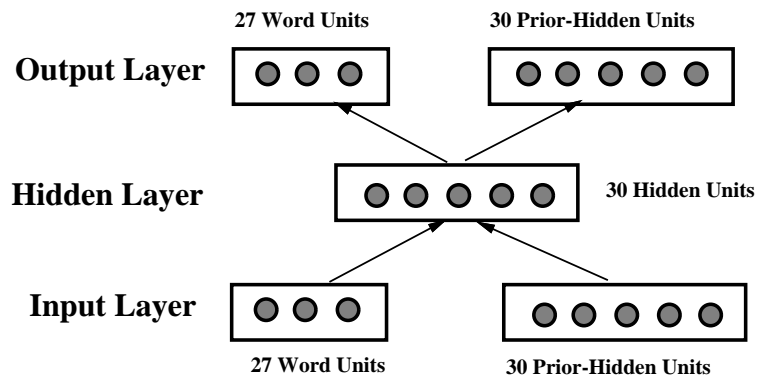 27 Word Units
30 Prior-Hidden Units
Output Layer
Hidden Layer
30 Hidden Units
Input Layer
27 Word Units
30 Prior-Hidden Units